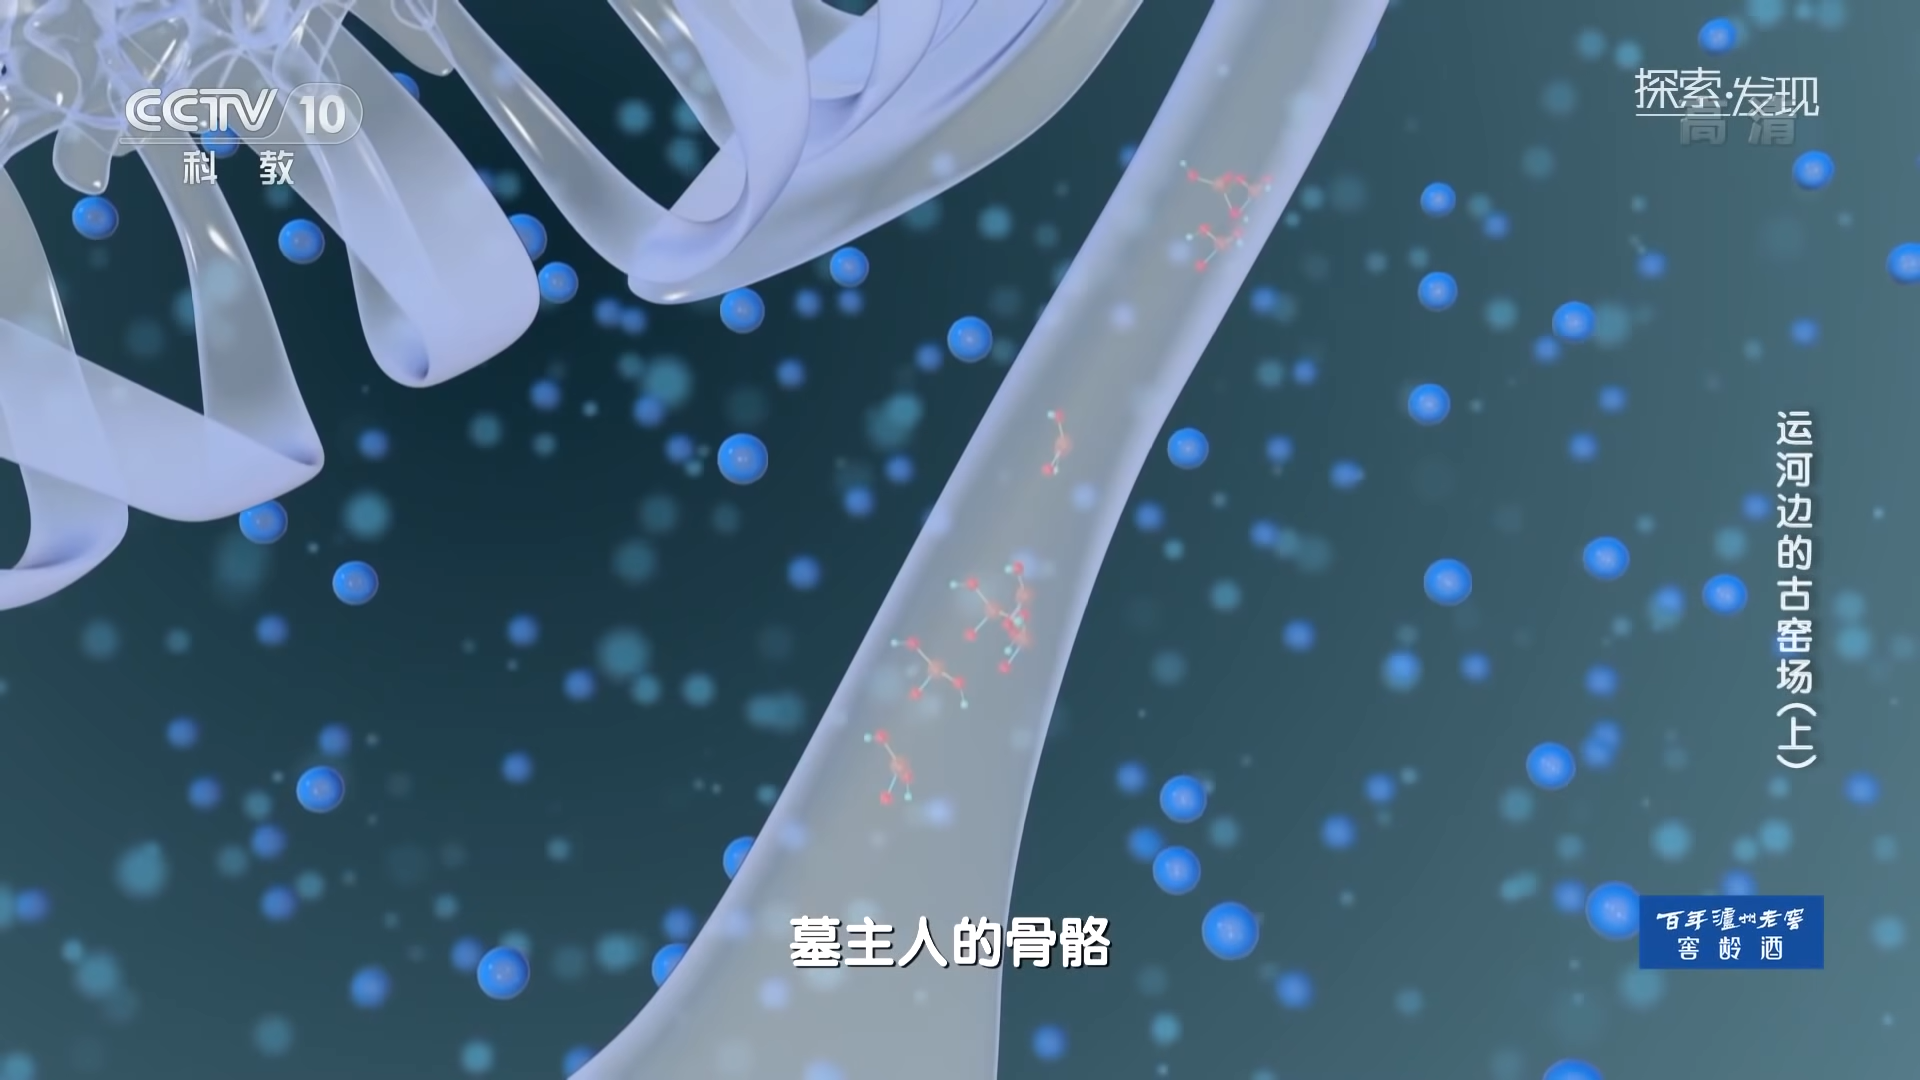 CCTV 10
科 教
探索·发现
高清
运河边的古窑场(上)
墓主人的骨骼
百年泸州老窖
窖龄酒